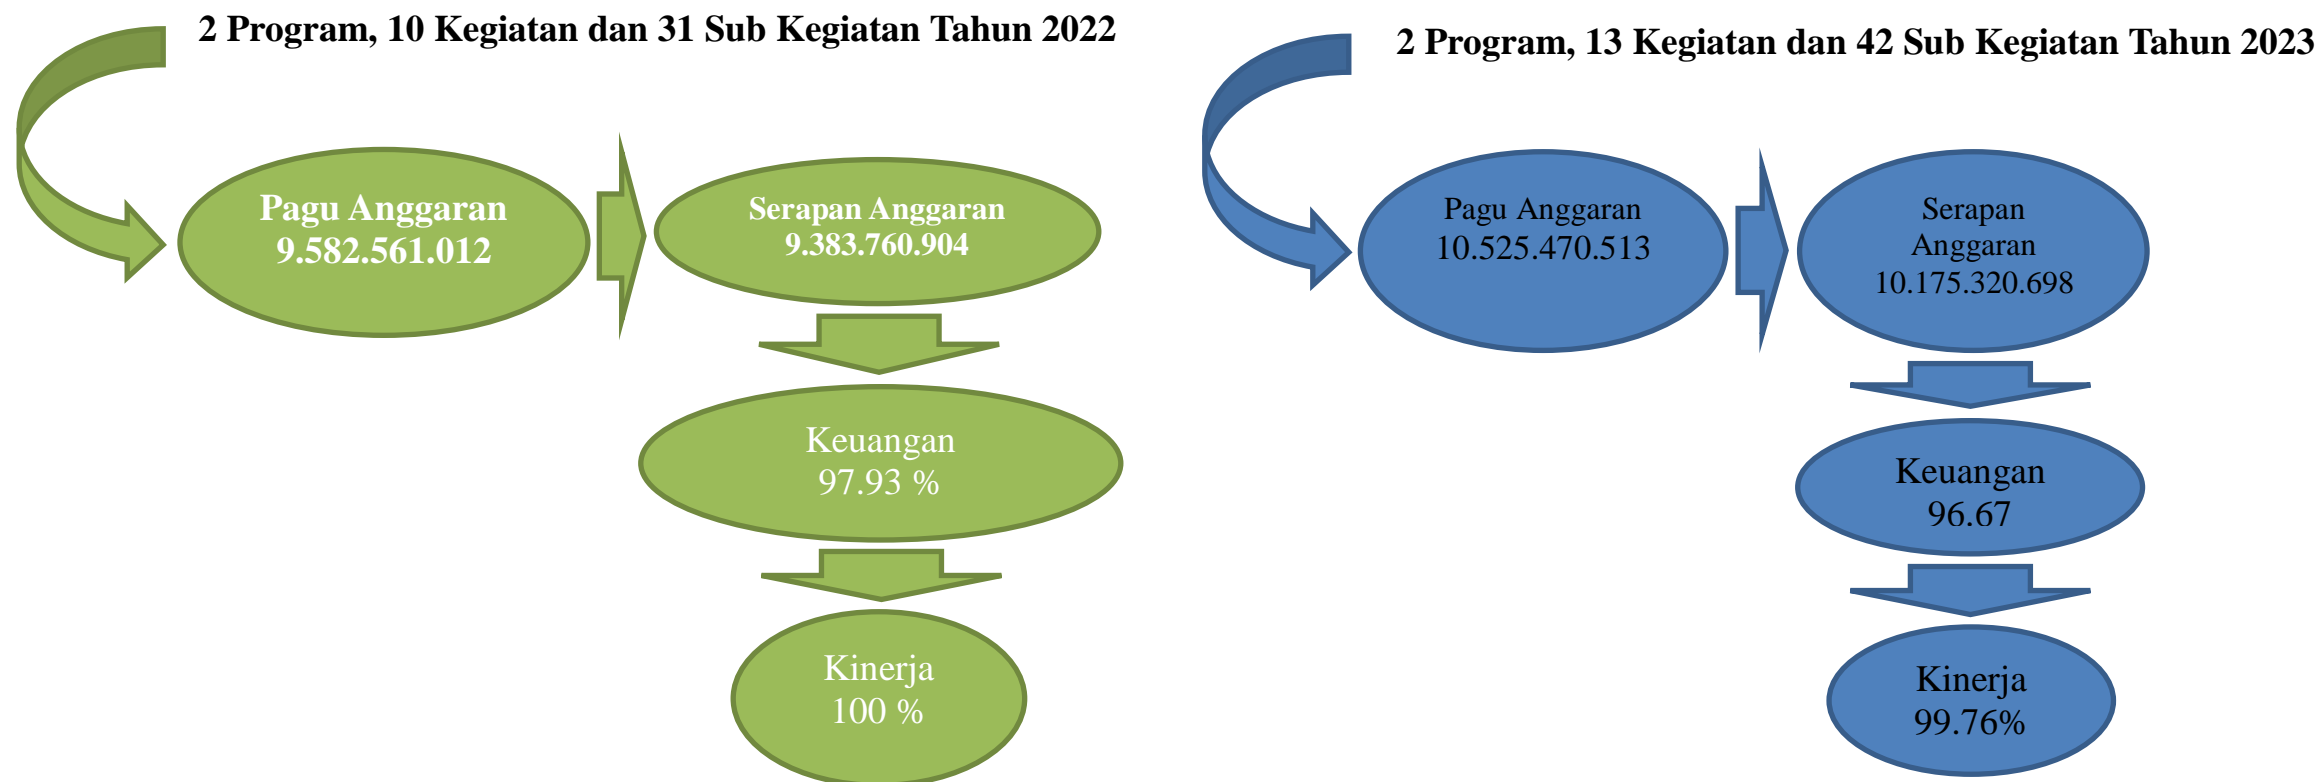 2 Program, 10 Kegiatan dan 31 Sub Kegiatan Tahun 2022
Pagu Anggaran
9.582.561.012
Serapan Anggaran
9.383.760.904
Keuangan
97.93 %
Kinerja
100 %
2 Program, 13 Kegiatan dan 42 Sub Kegiatan Tahun 2023
Pagu Anggaran
10.525.470.513
Serapan
Anggaran
10.175.320.698
Keuangan
96.67
Kinerja
99.76%